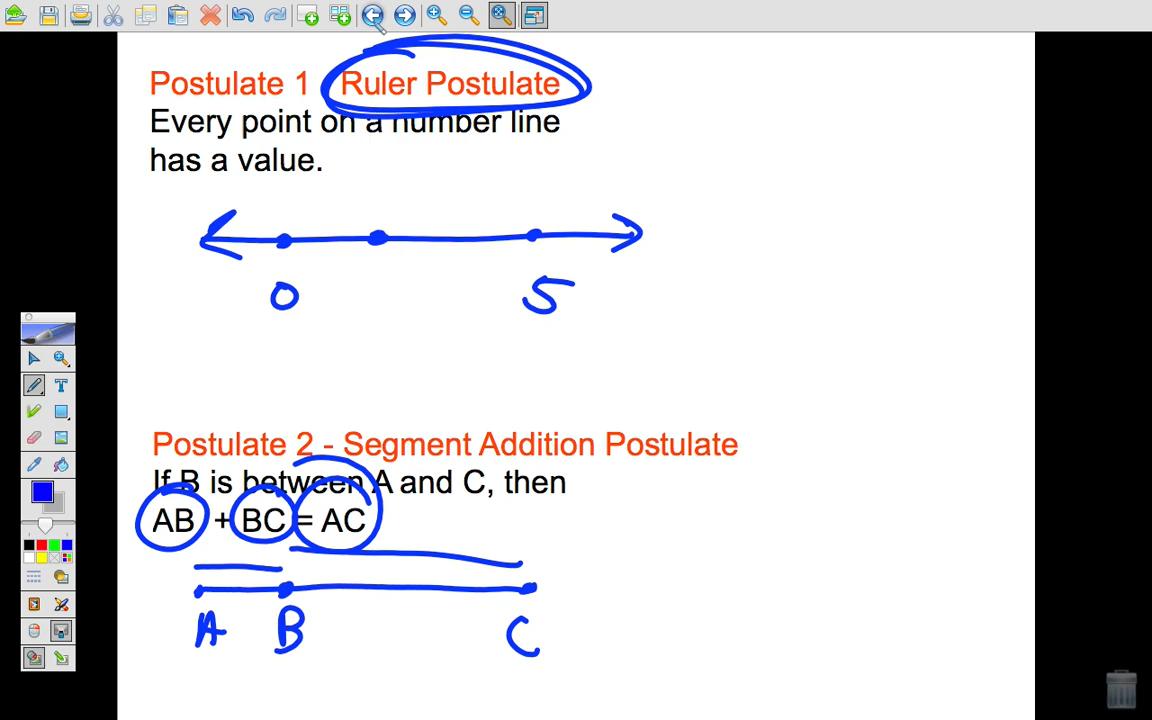 Postulate 1 Ruler Postulate
Every point on a number line
has a value.
0 5
Postulate 2 - Segment Addition Postulate
If B is between A and C, then
AB + BC = AC
A B C